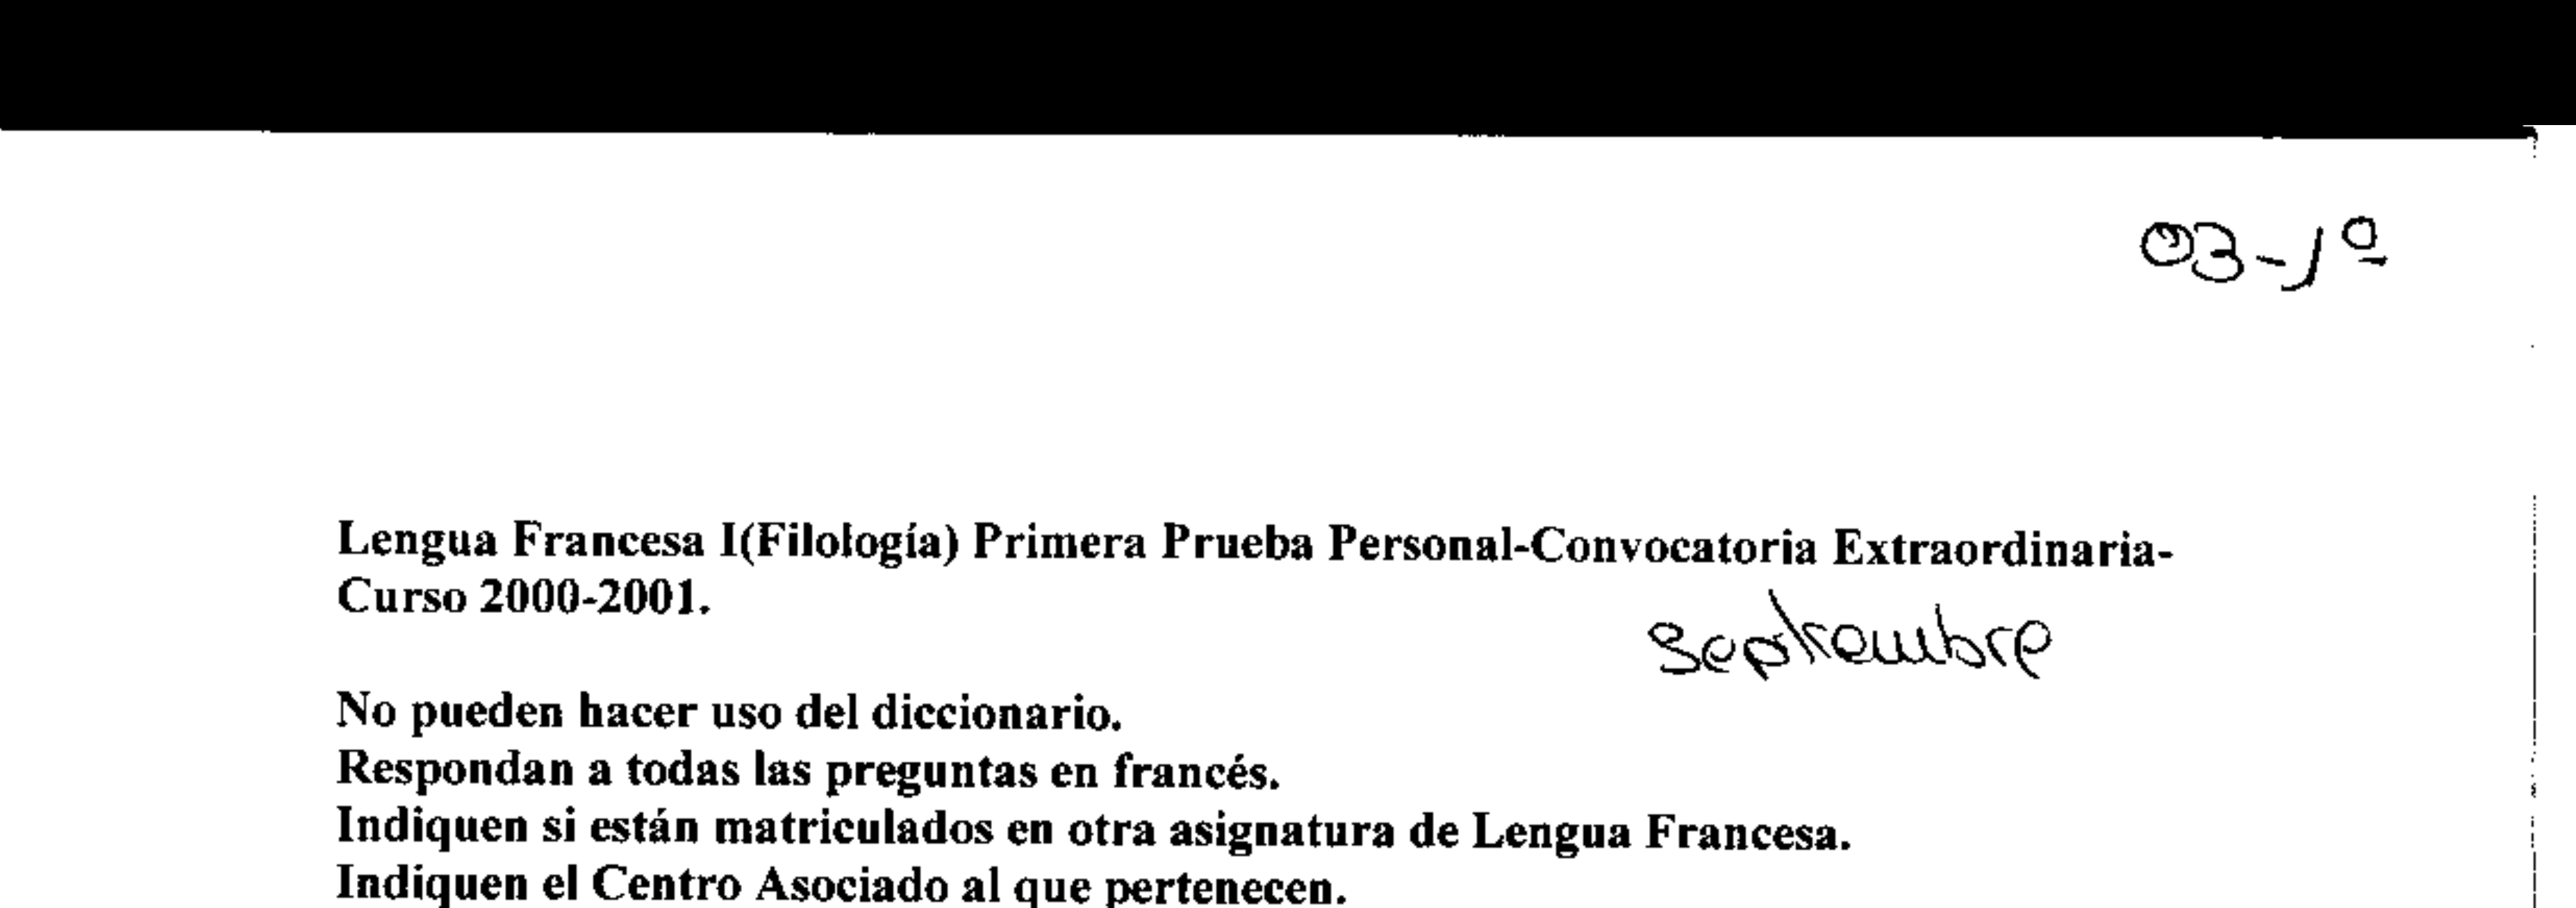 03-1º
Lengua Francesa I(Filología) Primera Prueba Personal-Convocatoria Extraordinaria-
Curso 2000-2001.
Septiembre
No pueden hacer uso del diccionario.
Respondan a todas las preguntas en francés.
Indiquen si están matriculados en otra asignatura de Lengua Francesa.
Indiquen el Centro Asociado al que pertenecen.